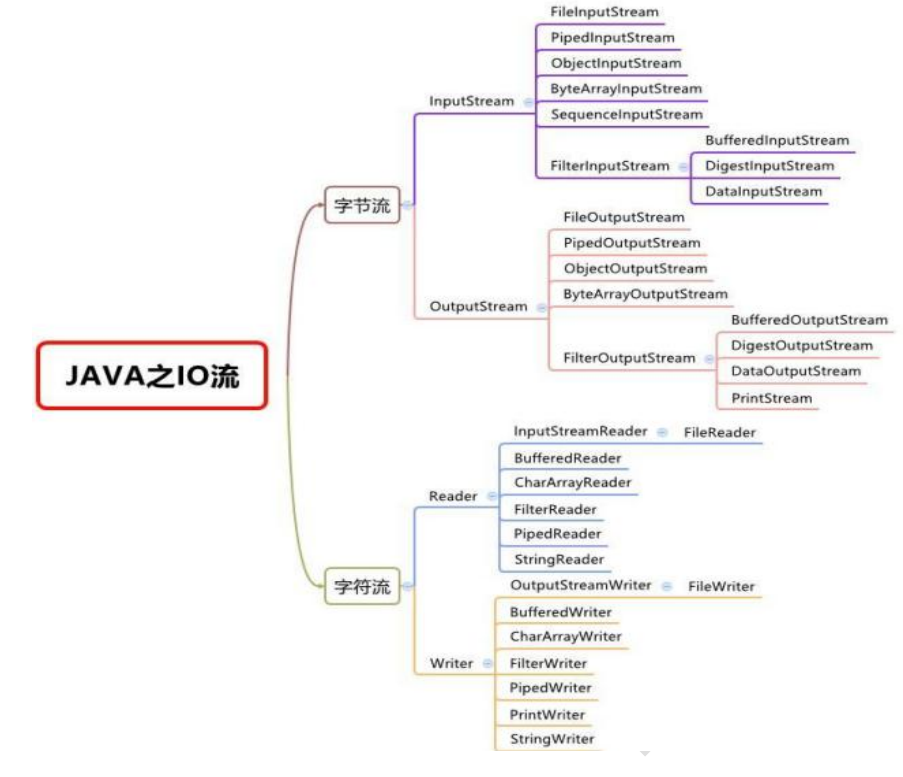 JAVA之IO流
字节流
InputStream
FileInputStream
PipedInputStream
ObjectInputStream
ByteArrayInputStream
SequenceInputStream
FilterInputStream
BufferedInputStream
DigestInputStream
DataInputStream
OutputStream
FileOutputStream
PipedOutputStream
ObjectOutputStream
ByteArrayOutputStream
FilterOutputStream
BufferedOutputStream
DigestOutputStream
DataOutputStream
PrintStream
字符流
Reader
InputStreamReader
FileReader
BufferedReader
CharArrayReader
FilterReader
PipedReader
StringReader
Writer
OutputStreamWriter
FileWriter
BufferedWriter
CharArrayWriter
FilterWriter
PipedWriter
PrintWriter
StringWriter